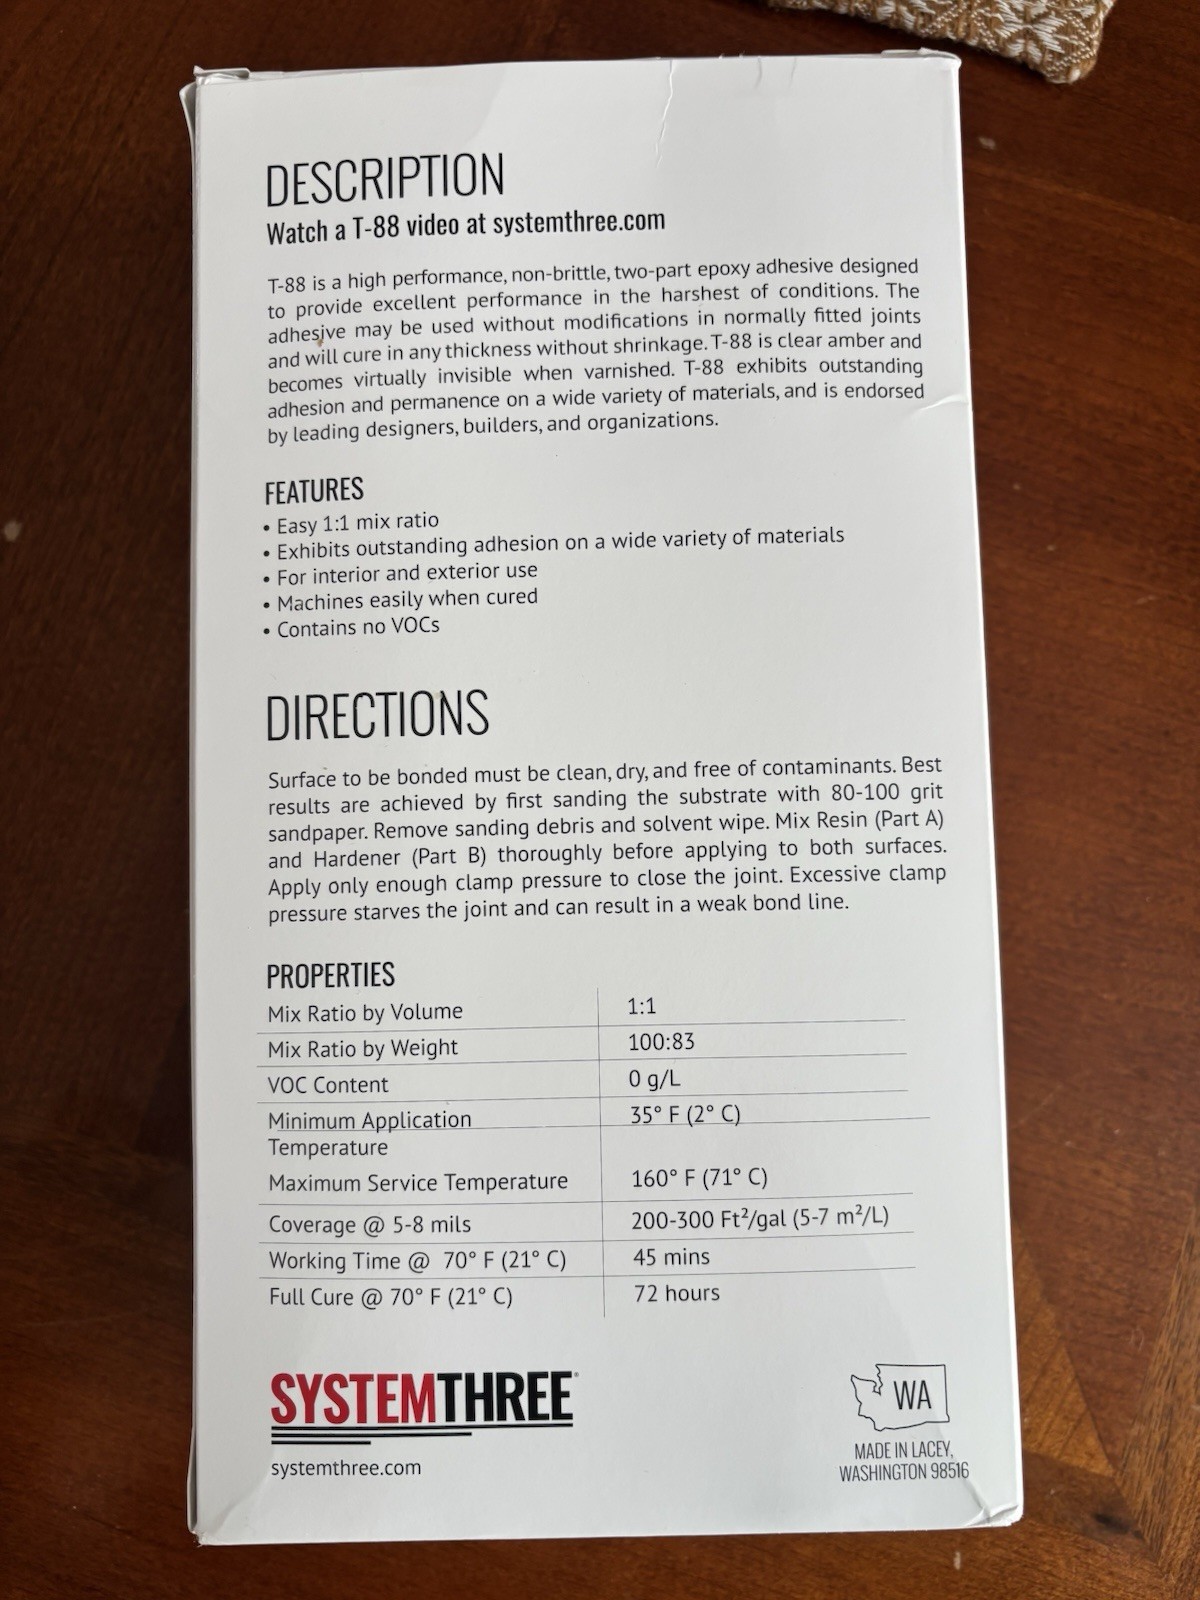 DESCRIPTION
Watch a T-88 video at systemthree.com
T-88 is a high performance, non-brittle, two-part epoxy adhesive designed
to provide excellent performance in the harshest of conditions. The
adhesive may be used without modifications in normally fitted joints
and will cure in any thickness without shrinkage. T-88 is clear amber and
becomes virtually invisible when varnished. T-88 exhibits outstanding
adhesion and permanence on a wide variety of materials, and is endorsed
by leading designers, builders, and organizations.
FEATURES
• Easy 1:1 mix ratio
• Exhibits outstanding adhesion on a wide variety of materials
• For interior and exterior use
• Machines easily when cured
• Contains no VOCs
DIRECTIONS
Surface to be bonded must be clean, dry, and free of contaminants. Best
results are achieved by first sanding the substrate with 80-100 grit
sandpaper. Remove sanding debris and solvent wipe. Mix Resin (Part A)
and Hardener (Part B) thoroughly before applying to both surfaces.
Apply only enough clamp pressure to close the joint. Excessive clamp
pressure starves the joint and can result in a weak bond line.
PROPERTIES
Mix Ratio by Volume 1:1
Mix Ratio by Weight 100:83
VOC Content 0 g/L
Minimum Application 35° F (2° C)
Temperature
Maximum Service Temperature 160° F (71° C)
Coverage @ 5-8 mils 200-300 Ft²/gal (5-7 m²/L)
Working Time @ 70° F (21° C) 45 mins
Full Cure @ 70° F (21° C) 72 hours
SYSTEMTHREE®
systemthree.com
WA
MADE IN LACEY,
WASHINGTON 98516